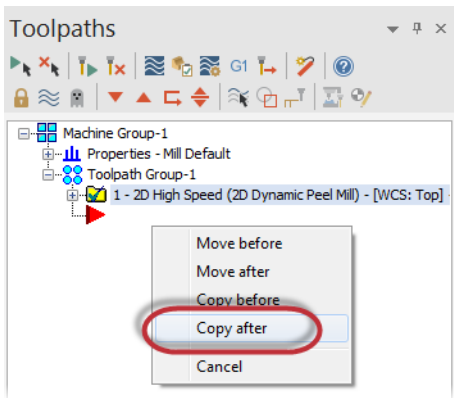 Toolpaths
G1
Machine Group-1
Properties - Mill Default
Toolpath Group-1
1 - 2D High Speed (2D Dynamic Peel Mill) - [WCS: Top] -
Move before
Move after
Copy before
Copy after
Cancel